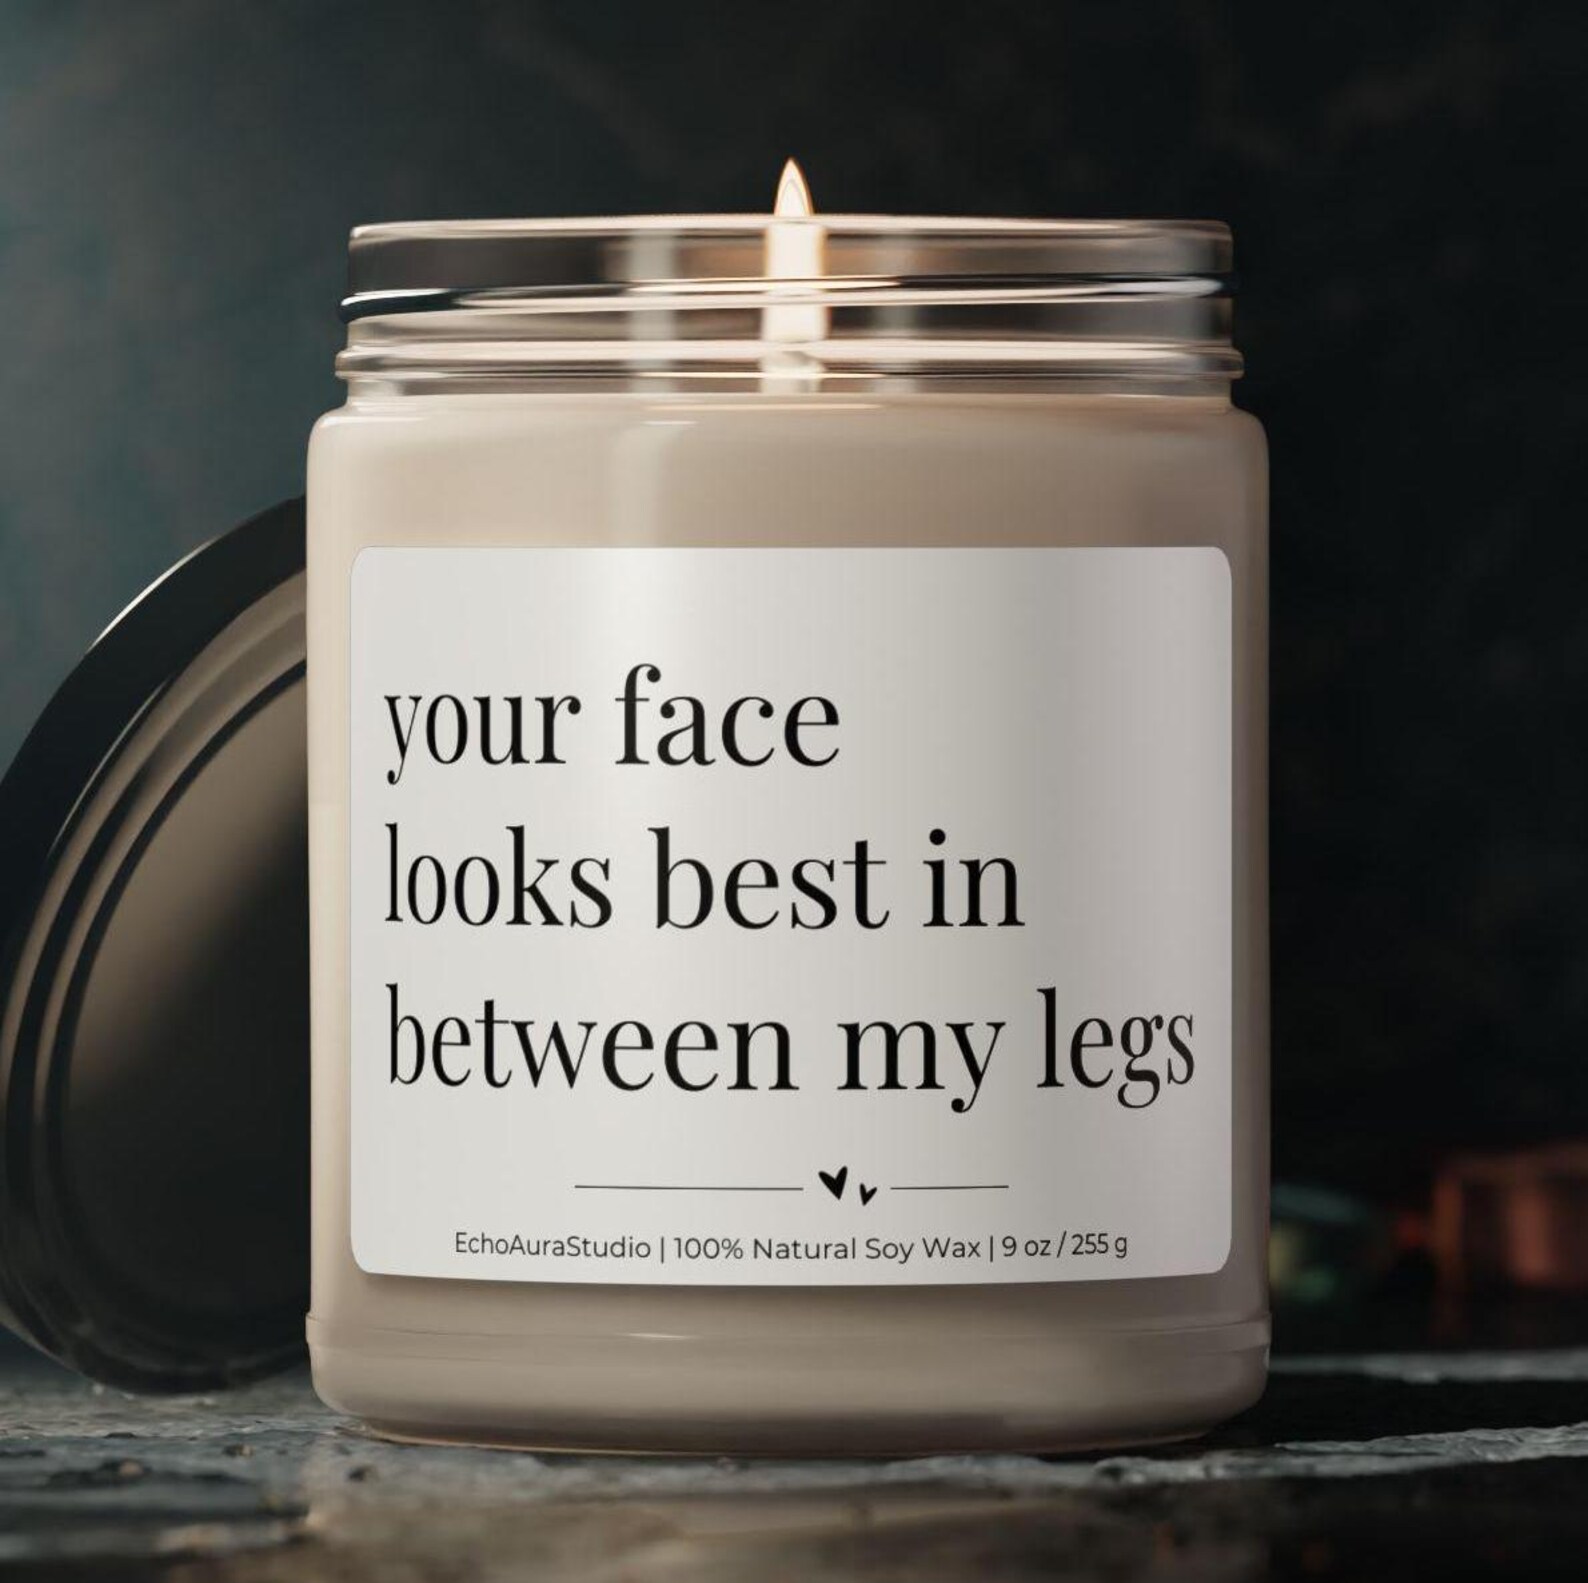 your face
looks best in
between my legs
EchoAuraStudio | 100% Natural Soy Wax | 9 oz / 255 g